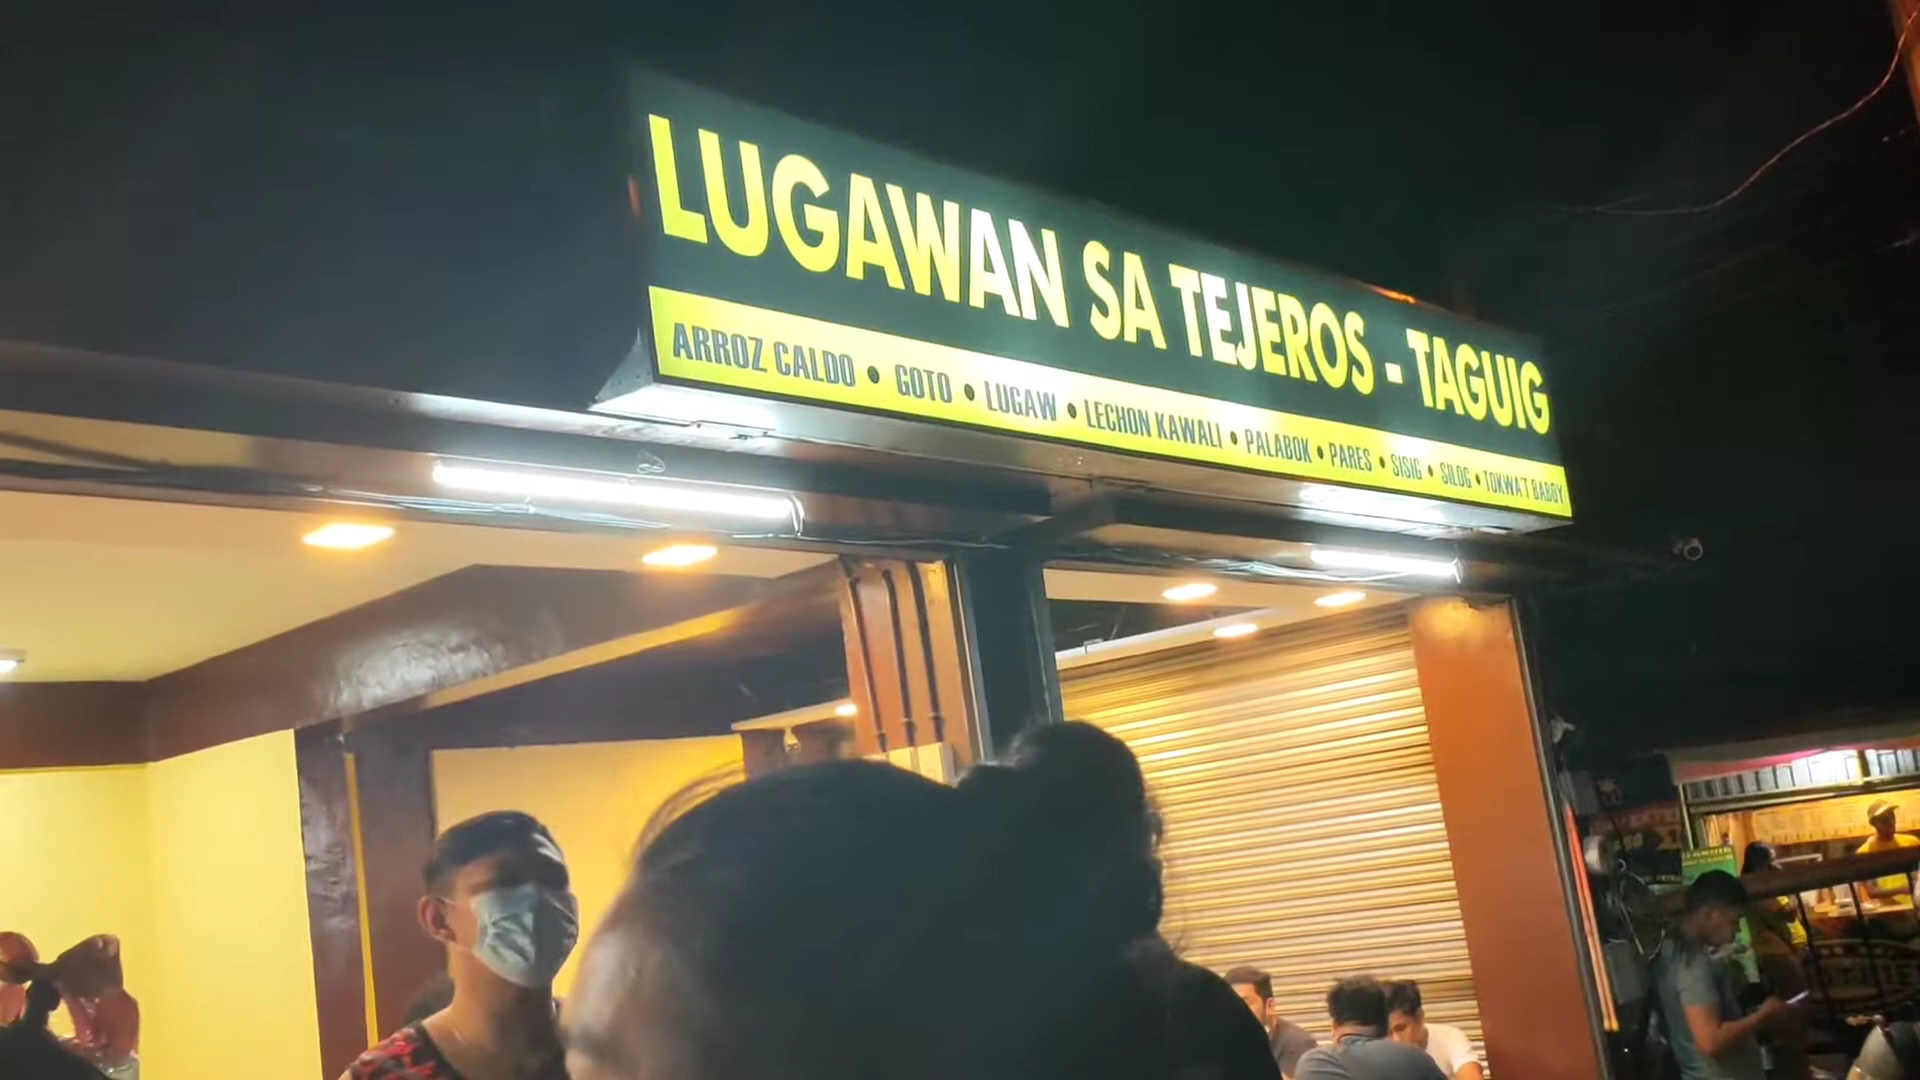 LUGAWAN SA TEJEROS - TAGUIG
ARROZ CALDO • GOTO • LUGAW • LECHON KAWALI • PALABOK • PARES • SISIG • SILOG • TOKWA'T BABOY